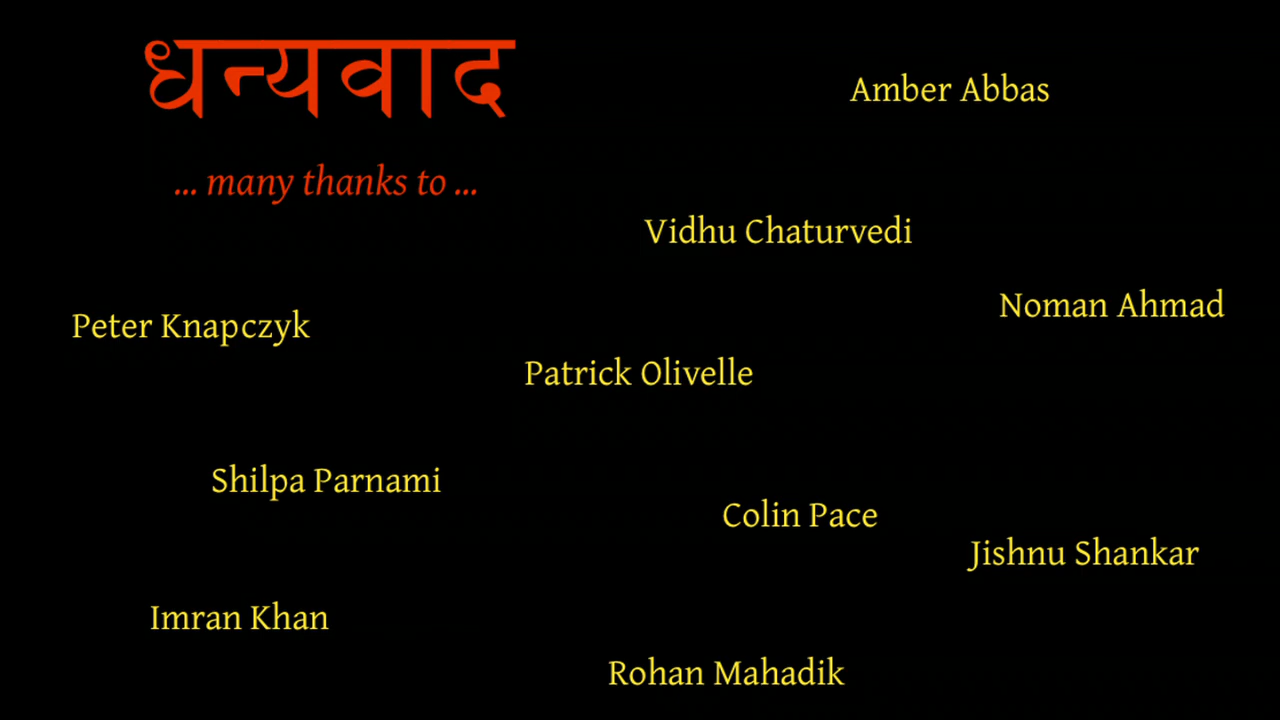 धन्यवाद
... many thanks to ...
Amber Abbas
Vidhu Chaturvedi
Noman Ahmad
Peter Knapczyk
Patrick Olivelle
Shilpa Parnami
Colin Pace
Jishnu Shankar
Imran Khan
Rohan Mahadik